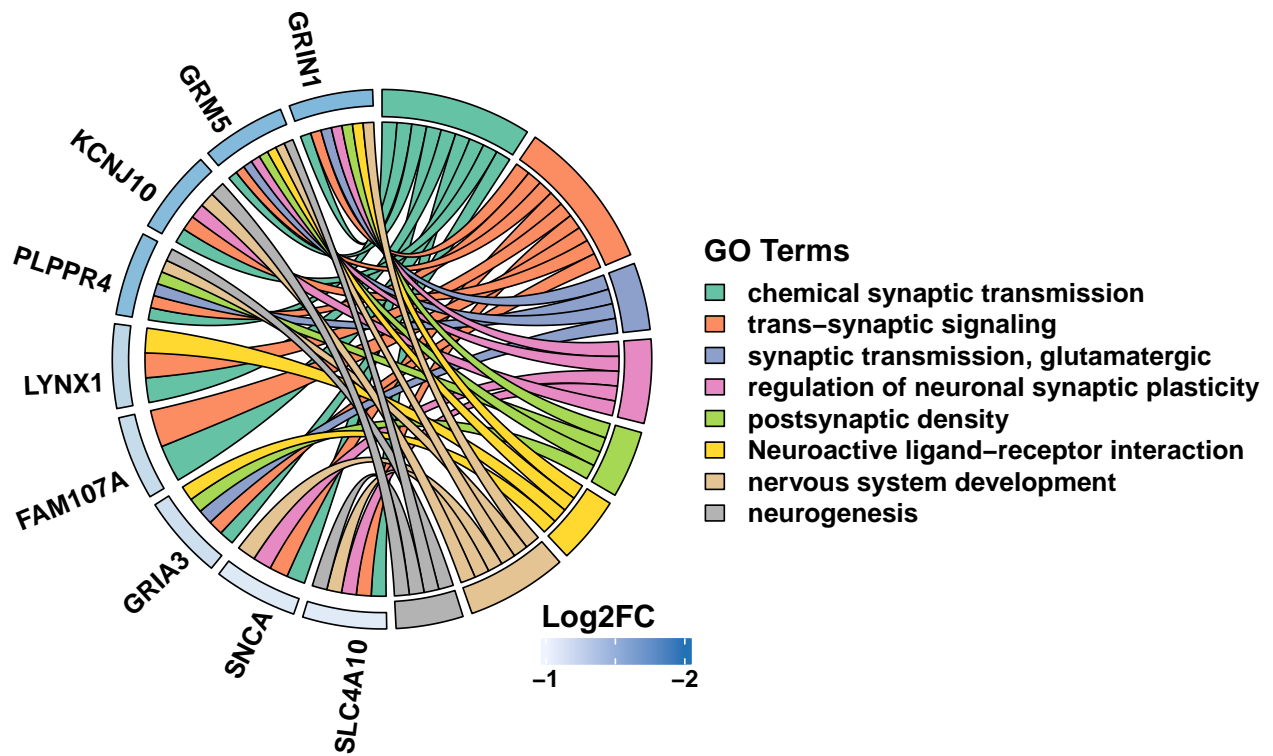 GRIN1
GRM5
KCNJ10
PLPPR4
LYNX1
FAM107A
GRIA3
SNCA
SLC4A10
GO Terms
chemical synaptic transmission
trans−synaptic signaling
synaptic transmission, glutamatergic
regulation of neuronal synaptic plasticity
postsynaptic density
Neuroactive ligand−receptor interaction
nervous system development
neurogenesis
Log2FC
−1 −2